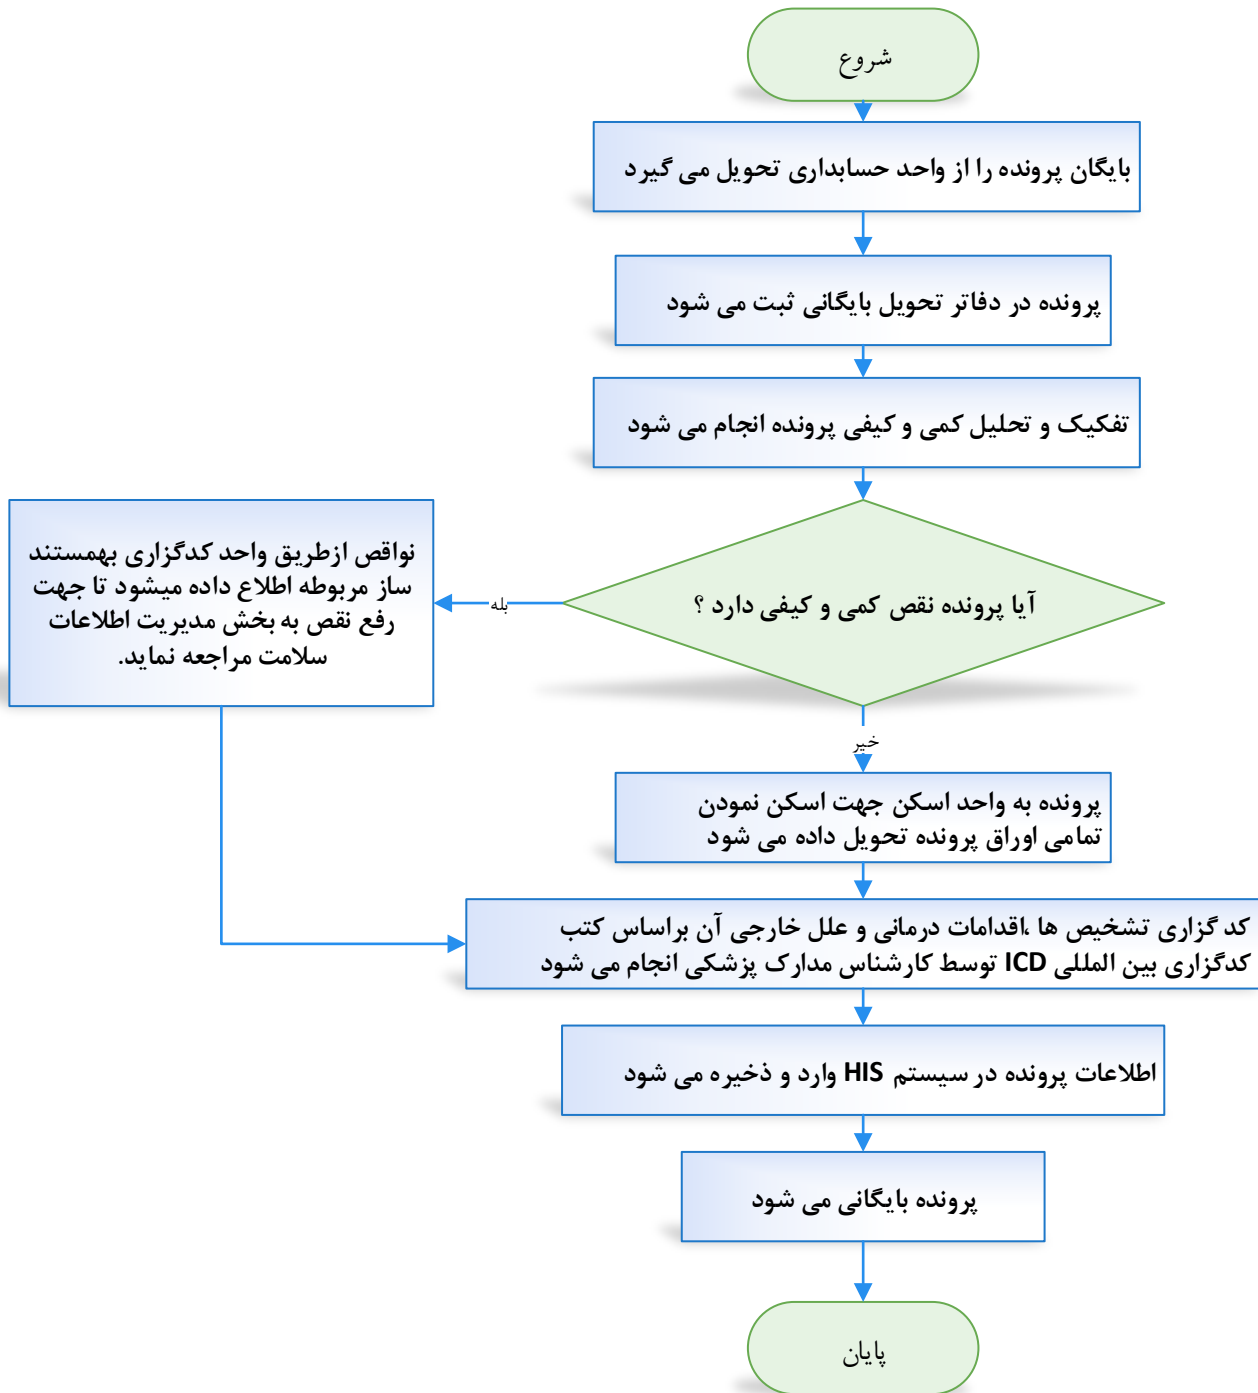 شروع
بایگان پرونده را از واحد حسابداری تحویل می گیرد
پرونده در دفاتر تحویل بایگانی ثبت می شود
تفکیک و تحلیل کمی و کیفی پرونده انجام می شود
آیا پرونده نقص کمی و کیفی دارد ؟
بله
نواقص ازطریق واحد کدگزاری بهمستند
ساز مربوطه اطلاع داده میشود تا جهت
رفع نقص به بخش مدیریت اطلاعات
سلامت مراجعه نماید.
خیر
پرونده به واحد اسکن جهت اسکن نمودن
تمامی اوراق پرونده تحویل داده می شود
کد گزاری تشخیص ها ،اقدامات درمانی و علل خارجی آن براساس کتب
کدگزاری بین المللی ICD توسط کارشناس مدارک پزشکی انجام می شود
اطلاعات پرونده در سیستم HIS وارد و ذخیره می شود
پرونده بایگانی می شود
پایان